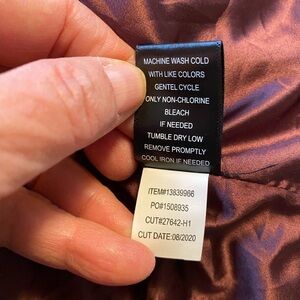 MACHINE WASH COLD
WITH LIKE COLORS
GENTEL CYCLE
ONLY NON-CHLORINE
BLEACH
IF NEEDED
TUMBLE DRY LOW
REMOVE PROMPTLY
COOL IRON IF NEEDED
ITEM#13839966
PO#1508935
CUT#27642-H1
CUT DATE:08/2020